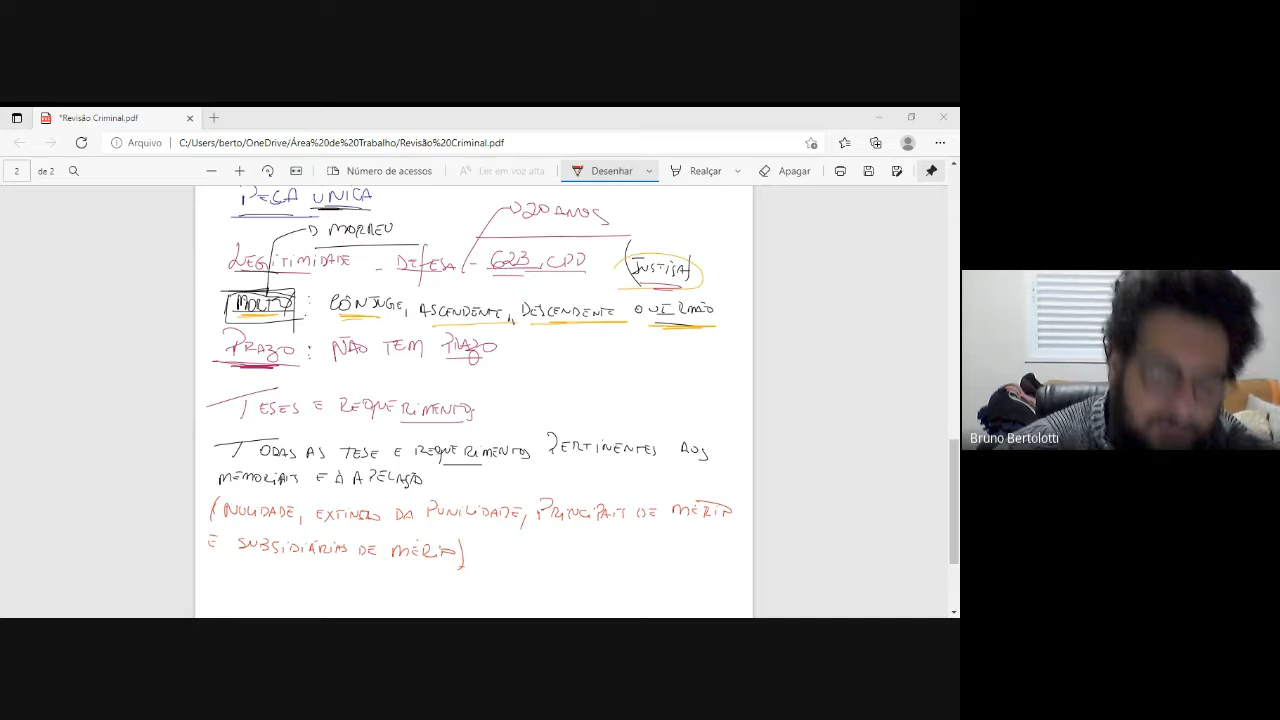 *Revisão Criminal.pdf
Arquivo C:/Users/berto/OneDrive/Área%20de%20Trabalho/Revisão%20Criminal.pdf
2 de 2 Número de acessos Ler em voz alta Desenhar Realçar Apagar
PEÇA ÚNICA
D MORREU
20 ANOS
LEGITIMIDADE - DEFESA - 623, CPP (JUSTIÇA)
MORTO: CÔNJUGE, ASCENDENTE, DESCENDENTE OU IRMÃO
PRAZO: NÃO TEM PRAZO
TESES E REQUERIMENTOS
TODAS AS TESE E REQUERIMENTOS PERTINENTES AOS
MEMORIAIS E À APELAÇÃO
(NULIDADE, EXTINÇÃO DA PUNILIDADE, PRINCIPAIS DE MÉRITO
E SUBSIDIÁRIAS DE MÉRITO)
Bruno Bertolotti